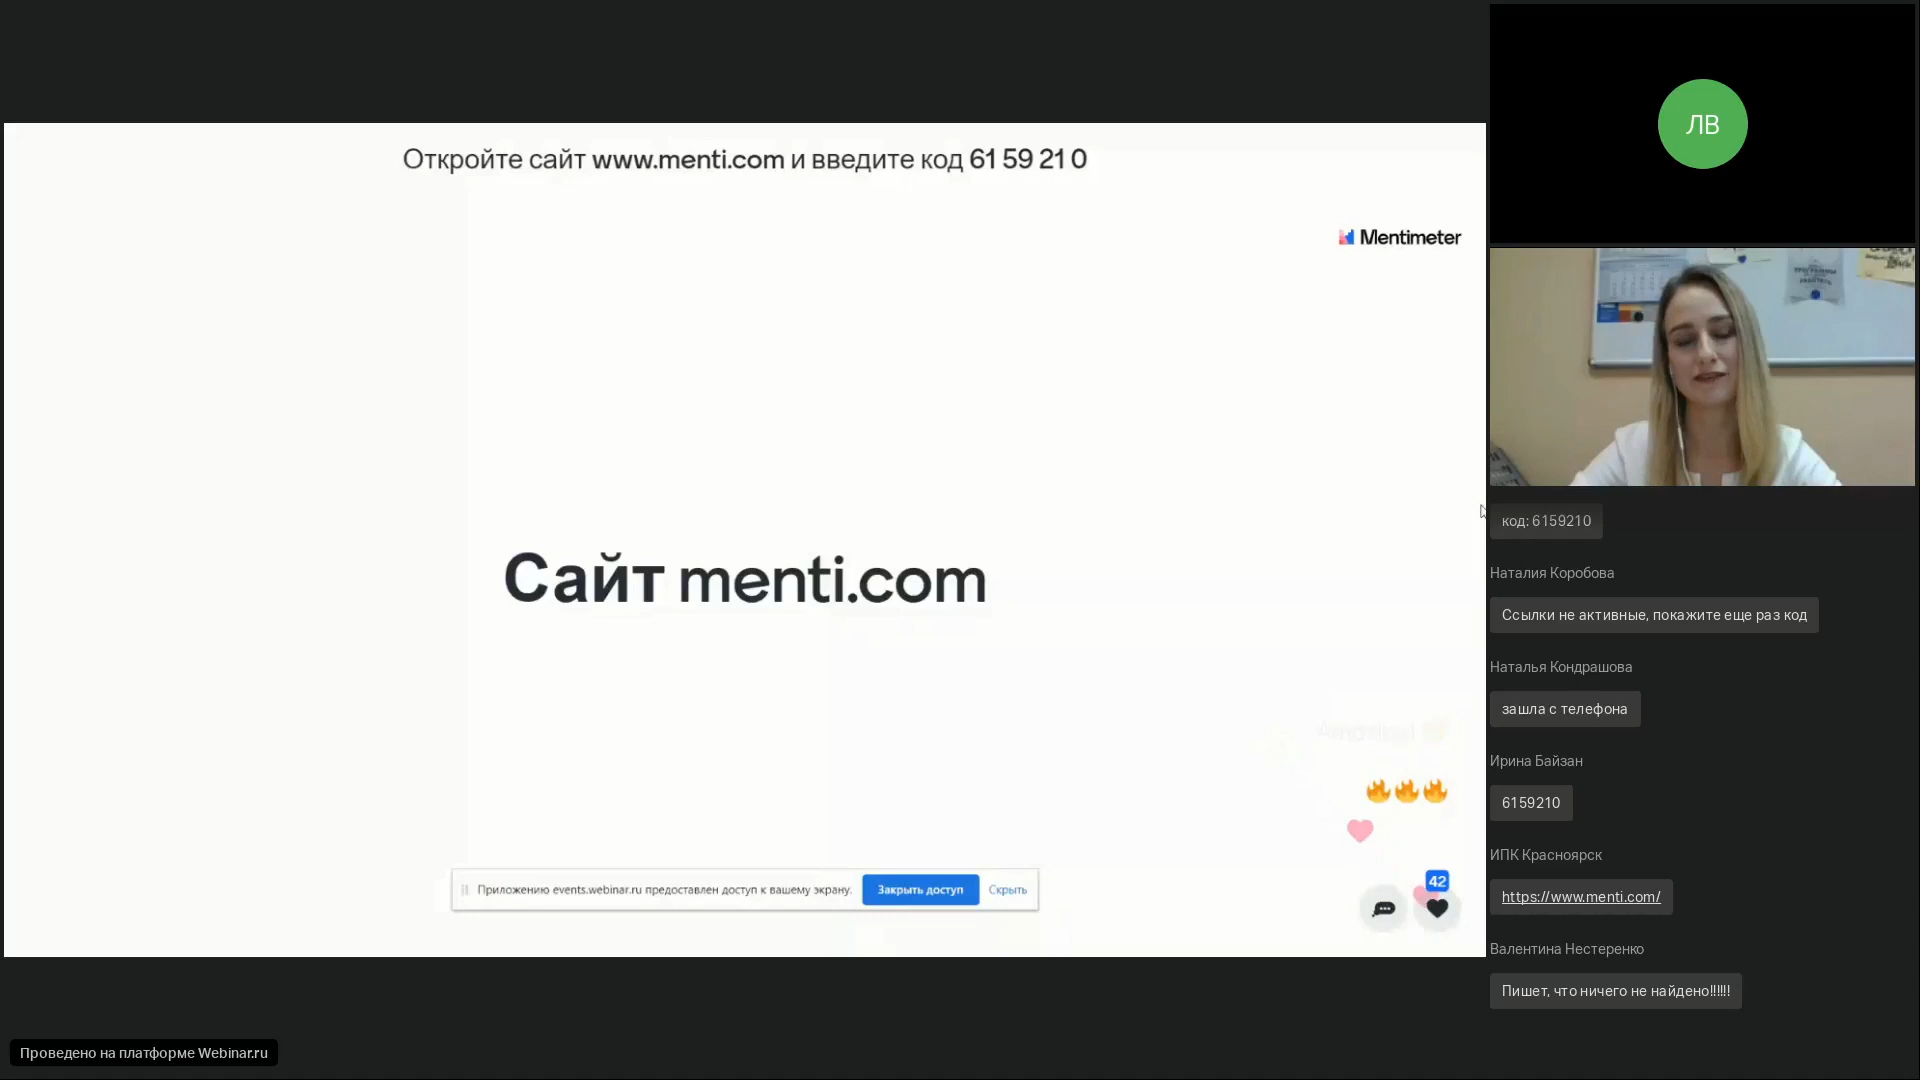 Откройте сайт www.menti.com и введите код 61 59 21 0
Mentimeter
Сайт menti.com
Приложению events.webinar.ru предоставлен доступ к вашему экрану.
Закрыть доступ
Скрыть
42
ЛВ
код: 6159210
Наталия Коробова
Ссылки не активные, покажите еще раз код
Наталья Кондрашова
зашла с телефона
Ирина Байзан
6159210
ИПК Красноярск
https://www.menti.com/
Валентина Нестеренко
Пишет, что ничего не найдено!!!!!!
Проведено на платформе Webinar.ru